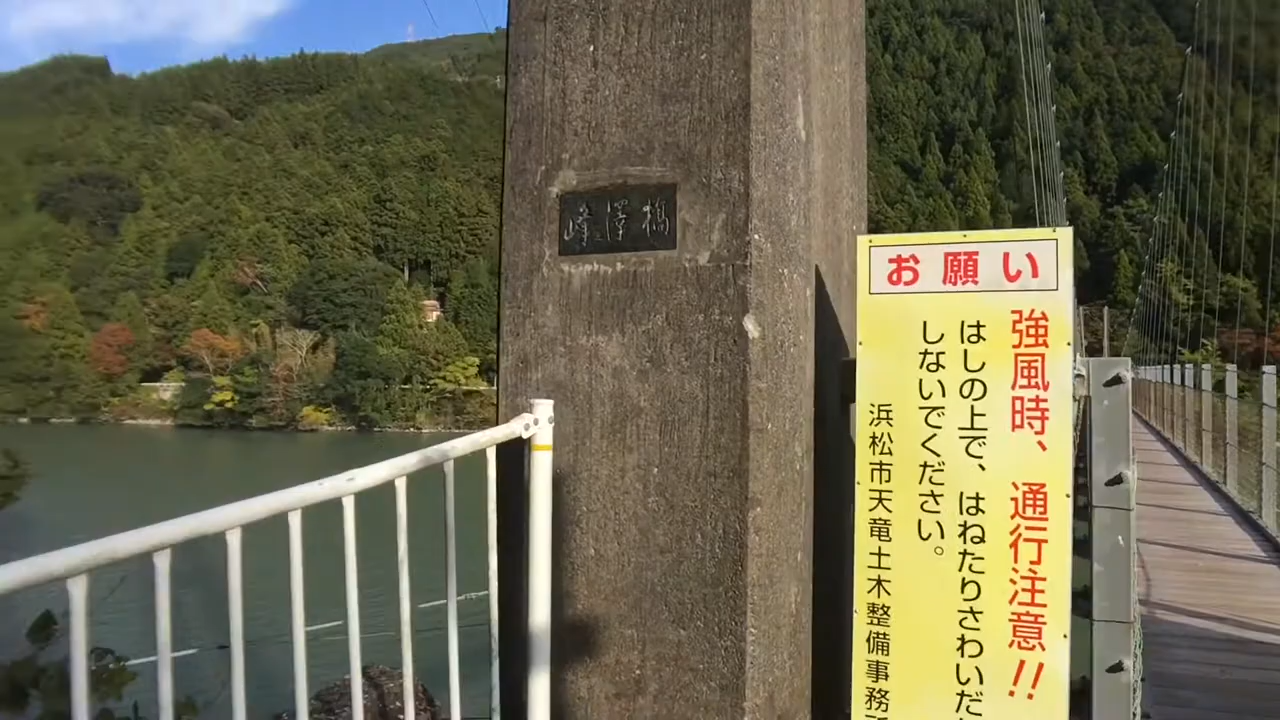 峰澤橋
お願い
強風時、通行注意!!
はしの上で、はねたりさわいだ
しないでください。
浜松市天竜土木整備事務